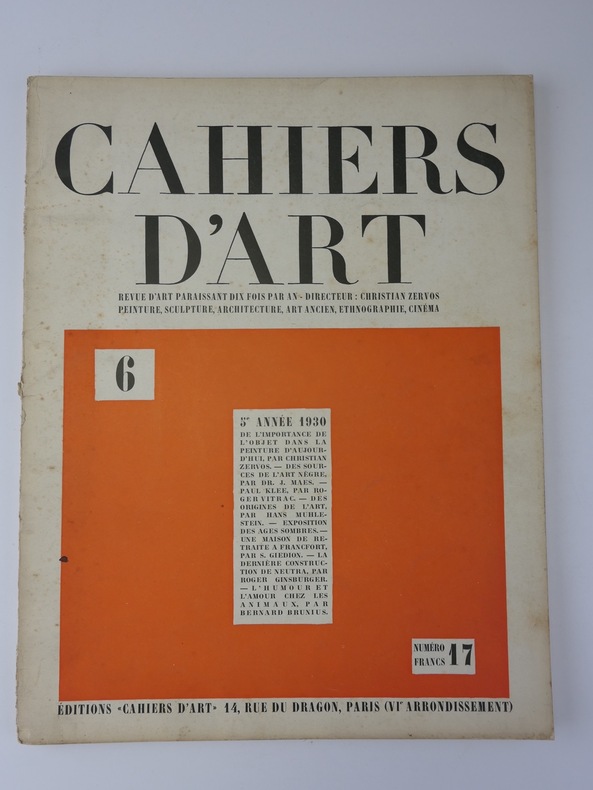 CAHIERS
D'ART
REVUE D'ART PARAISSANT DIX FOIS PAR AN - DIRECTEUR : CHRISTIAN ZERVOS
PEINTURE, SCULPTURE, ARCHITECTURE, ART ANCIEN, ETHNOGRAPHIE, CINÉMA
6
5e ANNÉE 1930
DE L'IMPORTANCE DE
L'OBJET DANS LA
PEINTURE D'AUJOUR-
D'HUI, PAR CHRISTIAN
ZERVOS. — DES SOUR-
CES DE L'ART NÈGRE,
PAR DR. J. MAES. —
PAUL KLEE, PAR RO-
GER VITRAC. — DES
ORIGINES DE L'ART,
PAR HANS MUHLE-
STEIN. — EXPOSITION
DES AGES SOMBRES. —
UNE MAISON DE RE-
TRAITE A FRANCFORT,
PAR S. GIEDION. — LA
DERNIÈRE CONSTRUC-
TION DE NEUTRA, PAR
ROGER GINSBURGER.
— L'HUMOUR ET
L'AMOUR CHEZ LES
ANIMAUX, PAR
BERNARD BRUNIUS.
NUMÉRO
FRANCS 17
ÉDITIONS «CAHIERS D'ART» 14, RUE DU DRAGON, PARIS (VIe ARRONDISSEMENT)